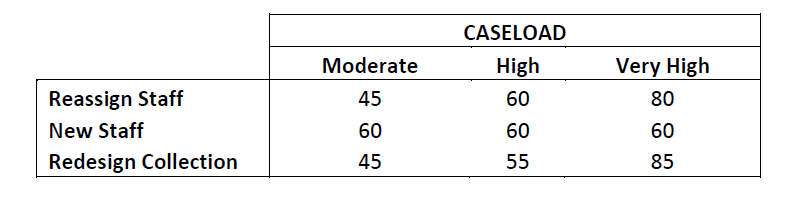 CASELOAD
Moderate High Very High
Reassign Staff 45 60 80
New Staff 60 60 60
Redesign Collection 45 55 85